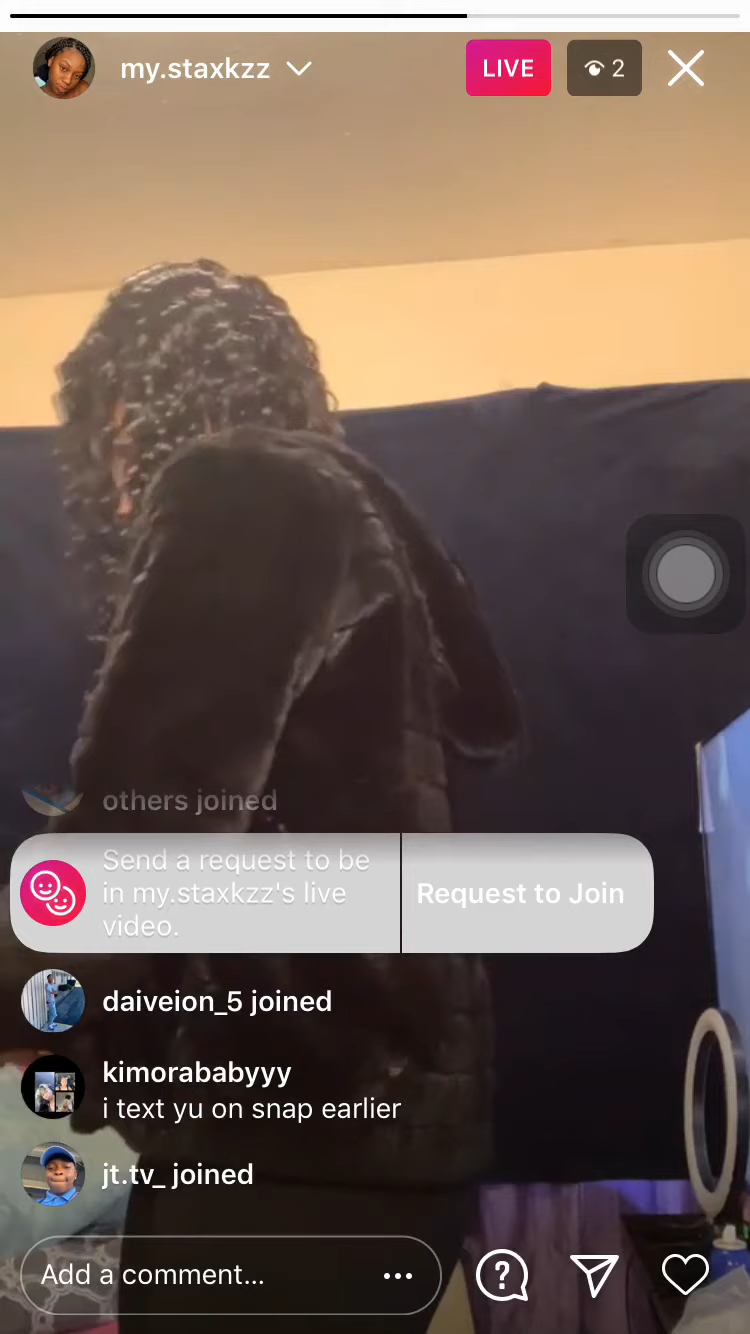 my.staxkzz
LIVE
2
others joined
Send a request to be
in my.staxkzz's live
video.
Request to Join
daiveion_5 joined
kimorababyyy
i text yu on snap earlier
jt.tv_ joined
Add a comment...